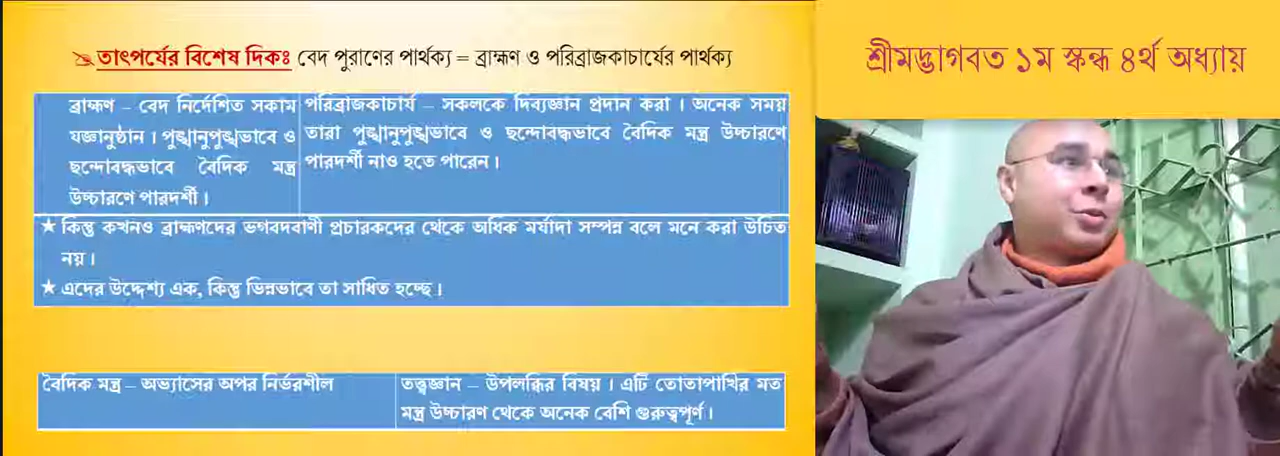 তাৎপর্যের বিশেষ দিকঃ বেদ পুরাণের পার্থক্য = ব্রাহ্মণ ও পরিব্রাজকাচার্যের পার্থক্য
শ্রীমদ্ভাগবত ১ম স্কন্ধ ৪র্থ অধ্যায়
ব্রাহ্মণ – বেদ নির্দেশিত সকাম
যজ্ঞানুষ্ঠান। পুঙ্খানুপুঙ্খভাবে ও
ছন্দোবদ্ধভাবে বৈদিক মন্ত্র
উচ্চারণে পারদর্শী।
পরিব্রাজকাচার্য – সকলকে দিব্যজ্ঞান প্রদান করা। অনেক সময়
তারা পুঙ্খানুপুঙ্খভাবে ও ছন্দোবদ্ধভাবে বৈদিক মন্ত্র উচ্চারণে
পারদর্শী নাও হতে পারেন।
★ কিন্তু কখনও ব্রাহ্মণদের ভগবদবাণী প্রচারকদের থেকে অধিক মর্যাদা সম্পন্ন বলে মনে করা উচিত
নয়।
★ এদের উদ্দেশ্য এক, কিন্তু ভিন্নভাবে তা সাধিত হচ্ছে।
বৈদিক মন্ত্র – অভ্যাসের অপর নির্ভরশীল
তত্ত্বজ্ঞান – উপলব্ধির বিষয়। এটি তোতাপাখির মত
মন্ত্র উচ্চারণ থেকে অনেক বেশি গুরুত্বপূর্ণ।